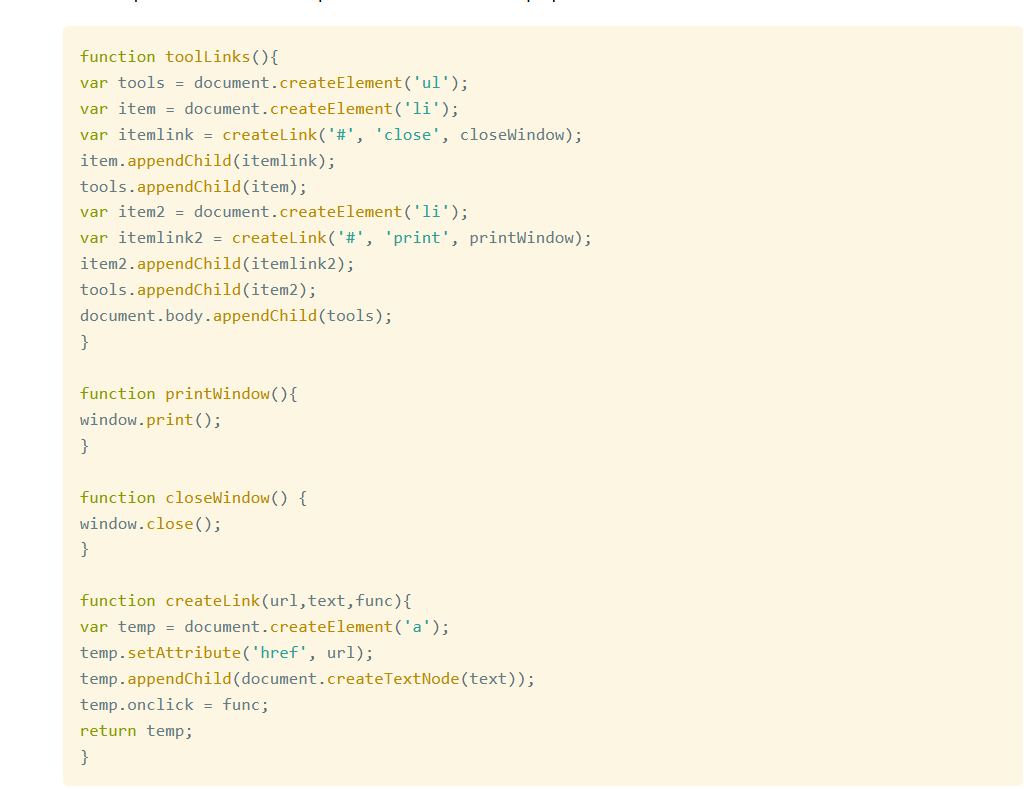 function toolLinks(){
var tools = document.createElement('ul');
var item = document.createElement('li');
var itemlink = createLink('#', 'close', closeWindow);
item.appendChild(itemlink);
tools.appendChild(item);
var item2 = document.createElement('li');
var itemlink2 = createLink('#', 'print', printWindow);
item2.appendChild(itemlink2);
tools.appendChild(item2);
document.body.appendChild(tools);
}

function printWindow(){
window.print();
}

function closeWindow() {
window.close();
}

function createLink(url,text,func){
var temp = document.createElement('a');
temp.setAttribute('href', url);
temp.appendChild(document.createTextNode(text));
temp.onclick = func;
return temp;
}